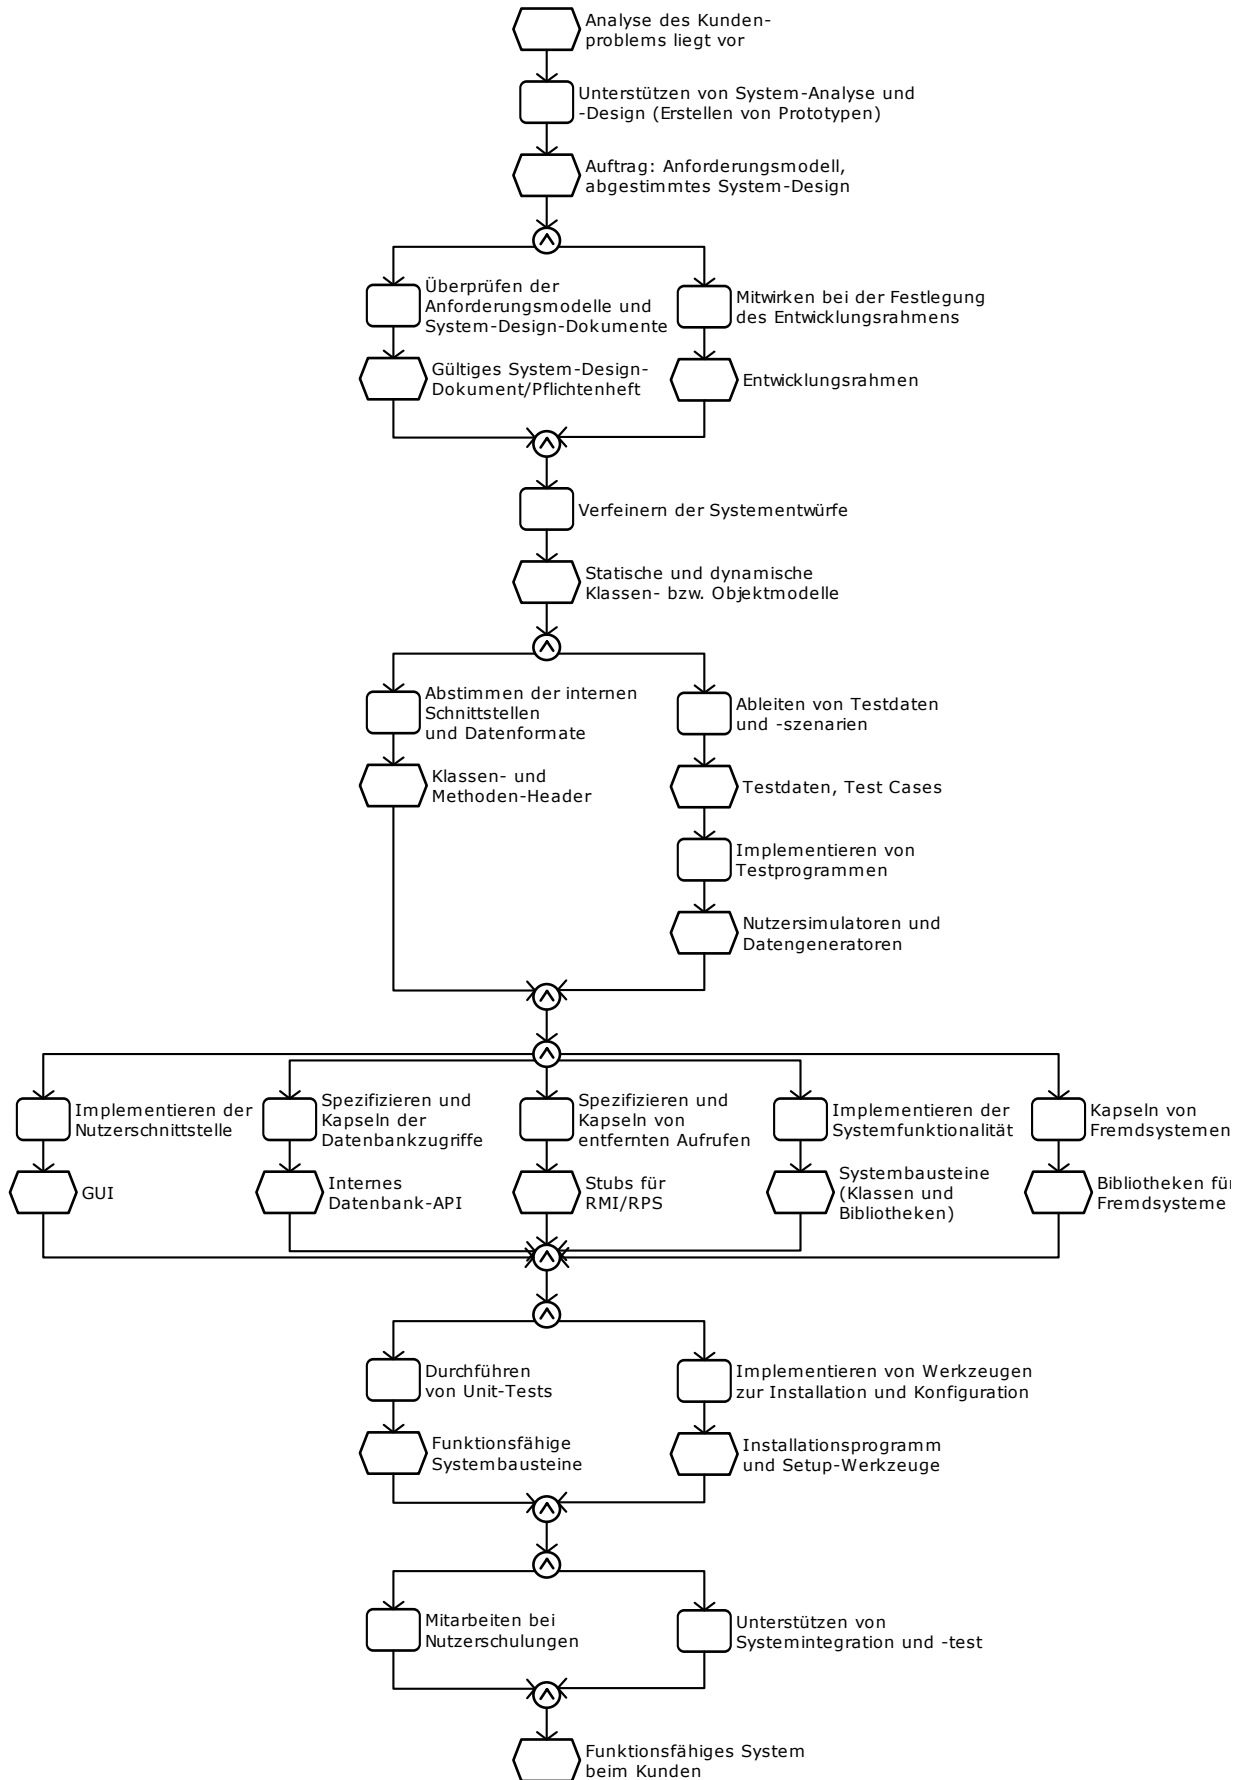 Analyse des Kunden-
problems liegt vor
Unterstützen von System-Analyse und
-Design (Erstellen von Prototypen)
Auftrag: Anforderungsmodell,
abgestimmtes System-Design
Überprüfen der
Anforderungsmodelle und
System-Design-Dokumente
Mitwirken bei der Festlegung
des Entwicklungsrahmens
Gültiges System-Design-
Dokument/Pflichtenheft
Entwicklungsrahmen
Verfeinern der Systementwürfe
Statische und dynamische
Klassen- bzw. Objektmodelle
Abstimmen der internen
Schnittstellen
und Datenformate
Ableiten von Testdaten
und -szenarien
Klassen- und
Methoden-Header
Testdaten, Test Cases
Implementieren von
Testprogrammen
Nutzersimulatoren und
Datengeneratoren
Implementieren der
Nutzerschnittstelle
Spezifizieren und
Kapseln der
Datenbankzugriffe
Spezifizieren und
Kapseln von
entfernten Aufrufen
Implementieren der
Systemfunktionalität
Kapseln von
Fremdsystemen
GUI
Internes
Datenbank-API
Stubs für
RMI/RPS
Systembausteine
(Klassen und
Bibliotheken)
Bibliotheken
Fremdsysteme
Durchführen
von Unit-Tests
Implementieren von Werkzeugen
zur Installation und Konfiguration
Funktionsfähige
Systembausteine
Installationsprogramm
und Setup-Werkzeuge
Mitarbeiten bei
Nutzerschulungen
Unterstützen von
Systemintegration und -test
Funktionsfähiges System
beim Kunden